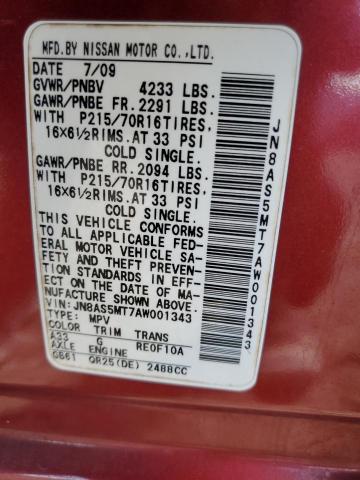 MFD.BY NISSAN MOTOR CO.,LTD.
DATE 7/09
GVWR/PNBV 4233 LBS.
GAWR/PNBE FR. 2291 LBS.
WITH P215/70R16TIRES,
16X6½RIMS.AT 33 PSI
COLD SINGLE.
GAWR/PNBE RR. 2094 LBS.
WITH P215/70R16TIRES,
16X6½RIMS.AT 33 PSI
COLD SINGLE.
THIS VEHICLE CONFORMS
TO ALL APPLICABLE FED-
ERAL MOTOR VEHICLE SA-
FETY AND THEFT PREVEN-
TION STANDARDS IN EFF-
ECT ON THE DATE OF MA-
NUFACTURE SHOWN ABOVE.
VIN:JN8AS5MT7AW001343
TYPE: MPV
COLOR TRIM TRANS
A33 G RE0F10A
AXLE ENGINE
GB61 QR25(DE) 2488CC
JN8AS5MT7AW001343